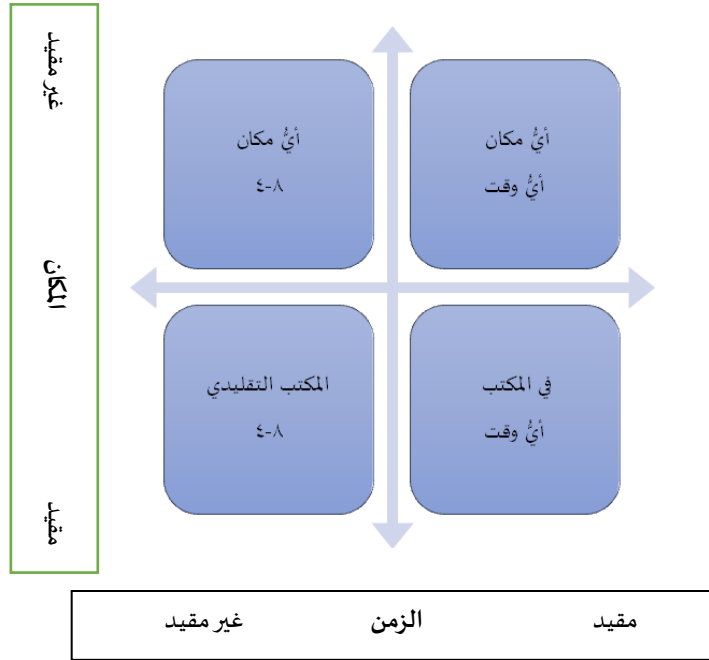 غير مقيد
المكان
مقيد
أيُّ مكان
أيُّ وقت
أيُّ مكان
٨-٤
في المكتب
أيُّ وقت
المكتب التقليدي
٨-٤
مقيد الزمن غير مقيد